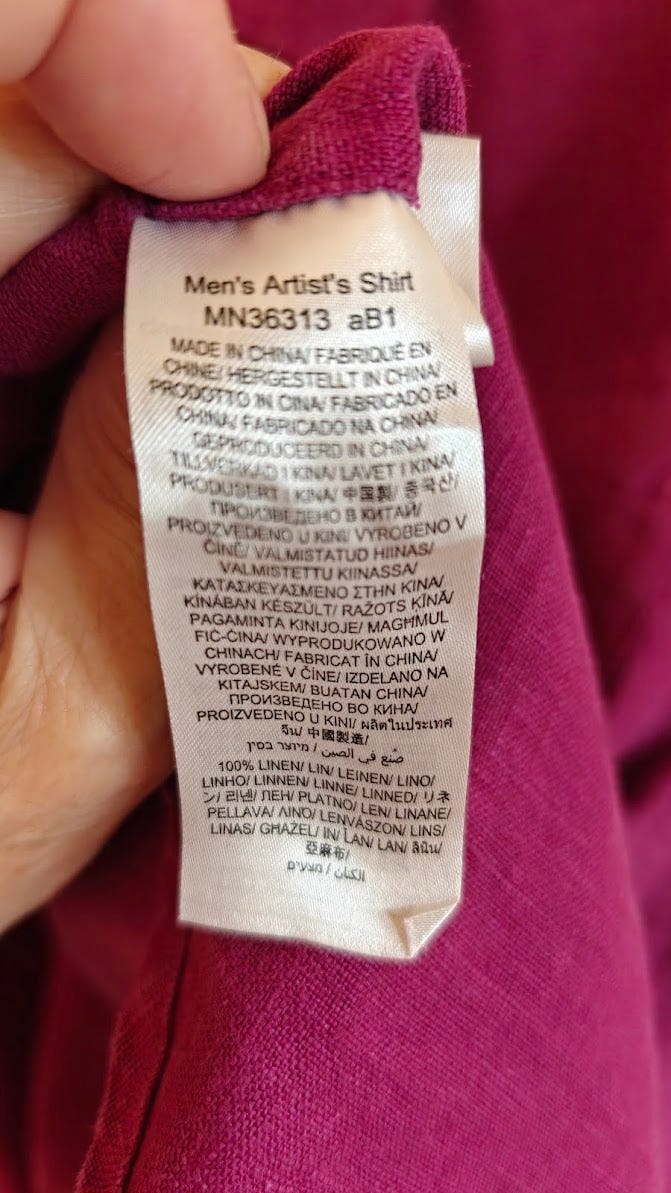 Men's Artist's Shirt
MN36313 aB1
MADE IN CHINA/ FABRIQUÉ EN
CHINE/ HERGESTELLT IN CHINA/
PRODOTTO IN CINA/ FABRICADO EN
CHINA/ FABRICADO NA CHINA/
GEPRODUCEERD IN CHINA/
TILLVERKAD I KINA/ LAVET I KINA/
PRODUSERT I KINA/ 中国製/ 중국산/
ПРОИЗВЕДЕНО В КИТАЙ/
PROIZVEDENO U KINI/ VYROBENO V
ČÍNĚ/ VALMISTATUD HIINAS/
VALMISTETTU KIINASSA/
ΚΑΤΑΣΚΕΥΑΣΜΕΝΟ ΣΤΗΝ ΚΙΝΑ/
KÍNÁBAN KÉSZÜLT/ RAŽOTS ĶĪNĀ/
PAGAMINTA KINIJOJE/ MAGĦMUL
FIĊ-ĊINA/ WYPRODUKOWANO W
CHINACH/ FABRICAT ÎN CHINA/
VYROBENÉ V ČÍNE/ IZDELANO NA
KITAJSKEM/ BUATAN CHINA/
ПРОИЗВЕДЕНО ВО КИНА/
PROIZVEDENO U KINI/ ผลิตในประเทศ
จีน/ 中國製造/
صُنع في الصين / מיוצר בסין
100% LINEN/ LIN/ LEINEN/ LINO/
LINHO/ LINNEN/ LINNE/ LINNED/ リネ
ン/ 리넨/ ЛЕН/ PLATNO/ LEN/ LINANE/
PELLAVA/ ΛΙΝΟ/ LENVÁSZON/ LINS/
LINAS/ GĦAŻEL/ IN/ LAN/ LAN/ ลินิน/
亞麻布/
الكتان / מצעים